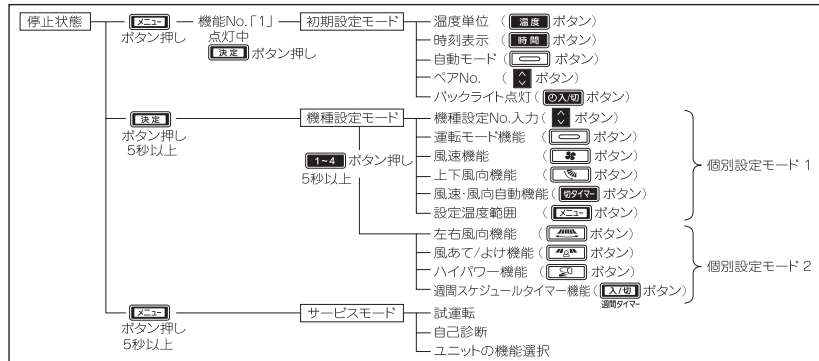 停止状態
メニュー
ボタン押し
機能No.「1」
点灯中
決定 ボタン押し
初期設定モード
温度単位 (温度 ボタン)
時刻表示 (時間 ボタン)
自動モード ( ボタン)
ペアNo. ( ボタン)
バックライト点灯 (入/切 ボタン)
決定
ボタン押し
5秒以上
機種設定モード
1~4 ボタン押し
5秒以上
機種設定No.入力 ( ボタン)
運転モード機能 ( ボタン)
風速機能 ( ボタン)
上下風向機能 ( ボタン)
風速・風向自動機能 (切タイマー ボタン)
設定温度範囲 (メニュー ボタン)
個別設定モード1
左右風向機能 ( ボタン)
風あて/よけ機能 ( ボタン)
ハイパワー機能 ( ボタン)
週間スケジュールタイマー機能 (入/切 ボタン)
週間タイマー
個別設定モード2
メニュー
ボタン押し
5秒以上
サービスモード
試運転
自己診断
ユニットの機能選択